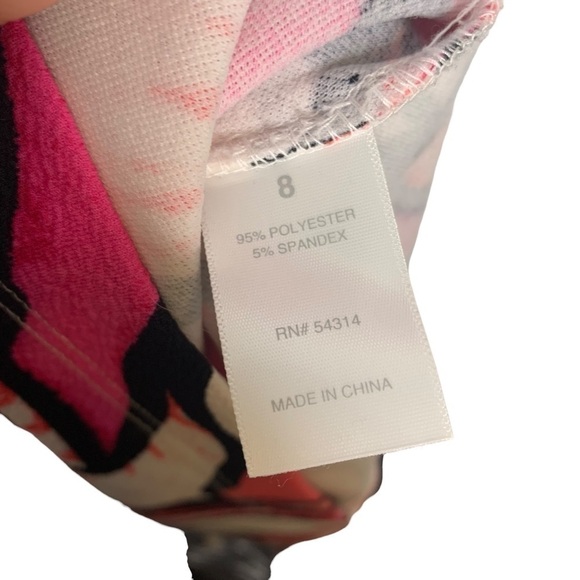 8
95% POLYESTER
5% SPANDEX
RN# 54314
MADE IN CHINA